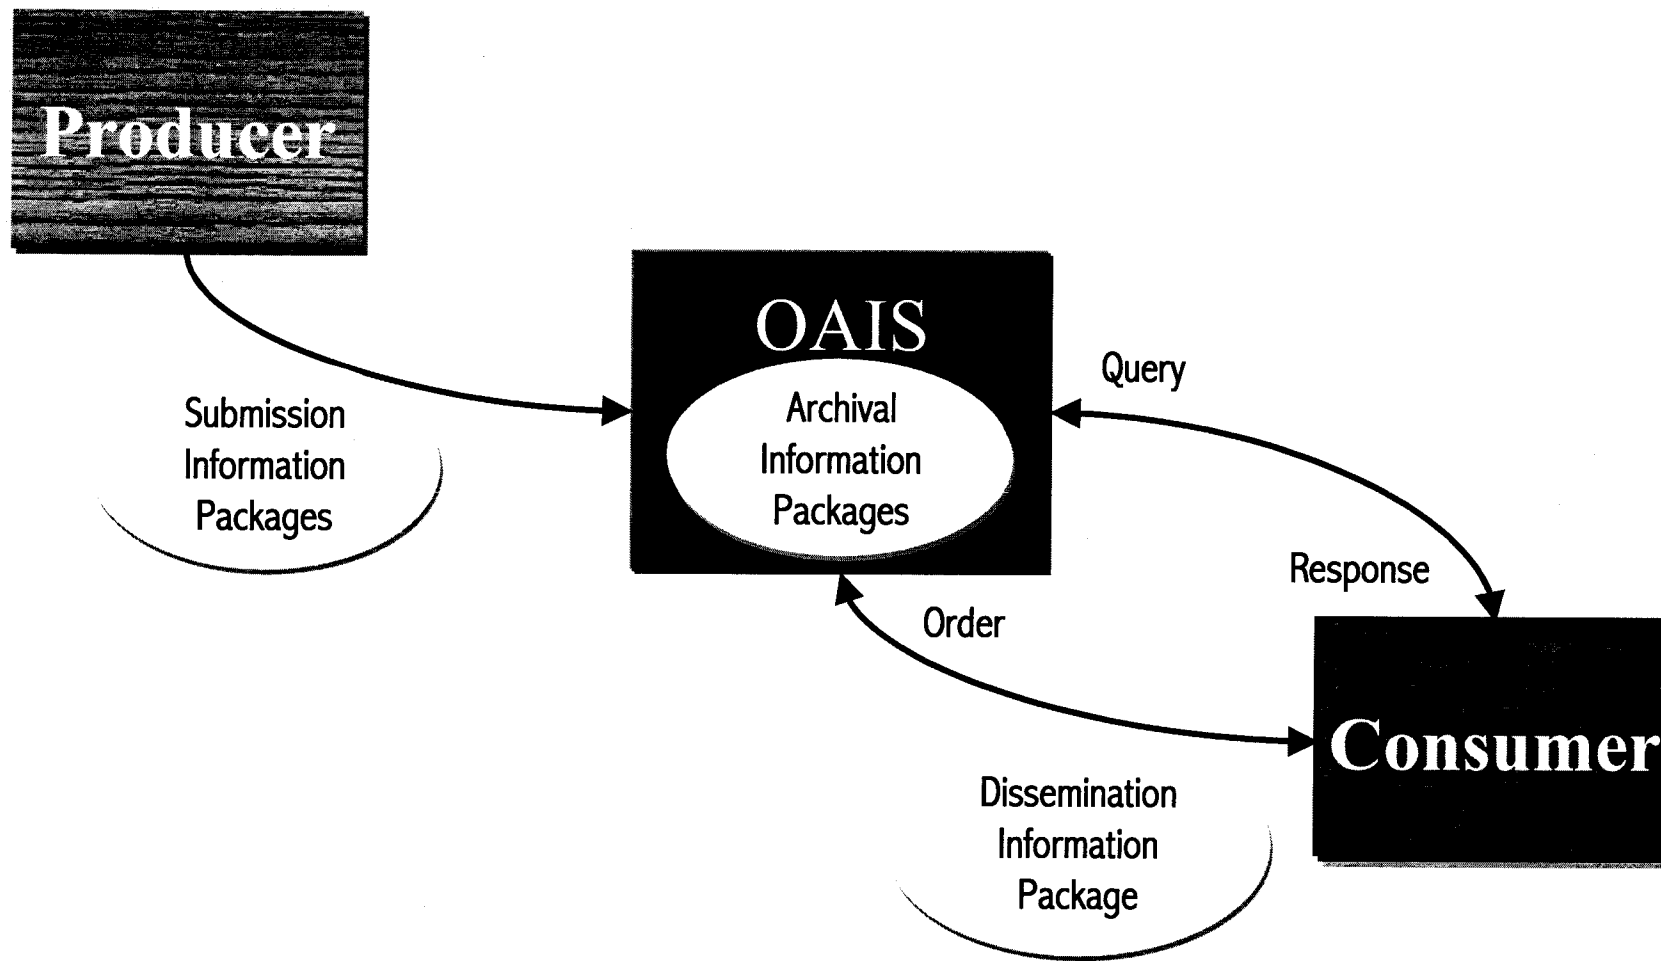 Producer
OAIS
Archival
Information
Packages
Submission
Information
Packages
Query
Response
Order
Consumer
Dissemination
Information
Package